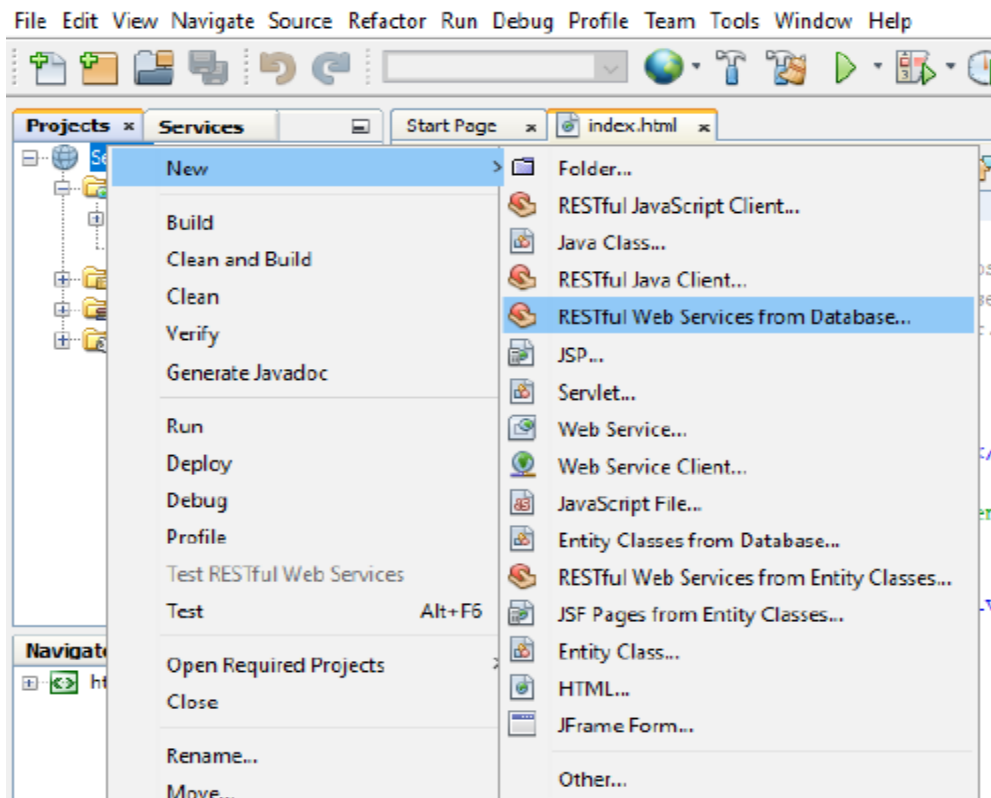 File Edit View Navigate Source Refactor Run Debug Profile Team Tools Window Help
Projects Services Start Page index.html
New
Build
Clean and Build
Clean
Verify
Generate Javadoc
Run
Deploy
Debug
Profile
Test RESTful Web Services
Test Alt+F6
Open Required Projects
Close
Rename...
Move...
Folder...
RESTful JavaScript Client...
Java Class...
RESTful Java Client...
RESTful Web Services from Database...
JSP...
Servlet...
Web Service...
Web Service Client...
JavaScript File...
Entity Classes from Database...
RESTful Web Services from Entity Classes...
JSF Pages from Entity Classes...
Entity Class...
HTML...
JFrame Form...
Other...